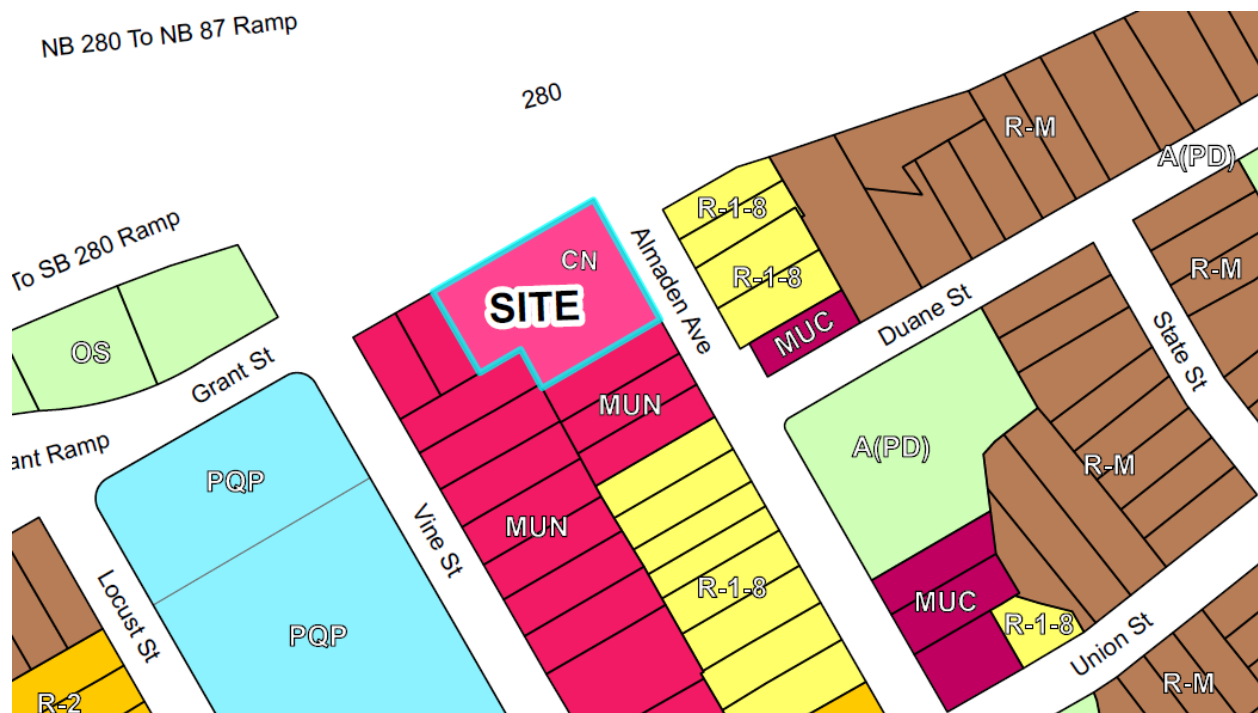 NB 280 To NB 87 Ramp
280
R-M
A(PD)
R-1-8
To SB 280 Ramp
Almaden Ave
CN
R-M
R-1-8
SITE
Duane St
MUC
State St
OS
Grant St
MUN
A(PD)
ant Ramp
R-M
PQP
Vine St
MUN
R-1-8
Locust St
MUC
PQP
R-1-8
Union St
R-M
R-2